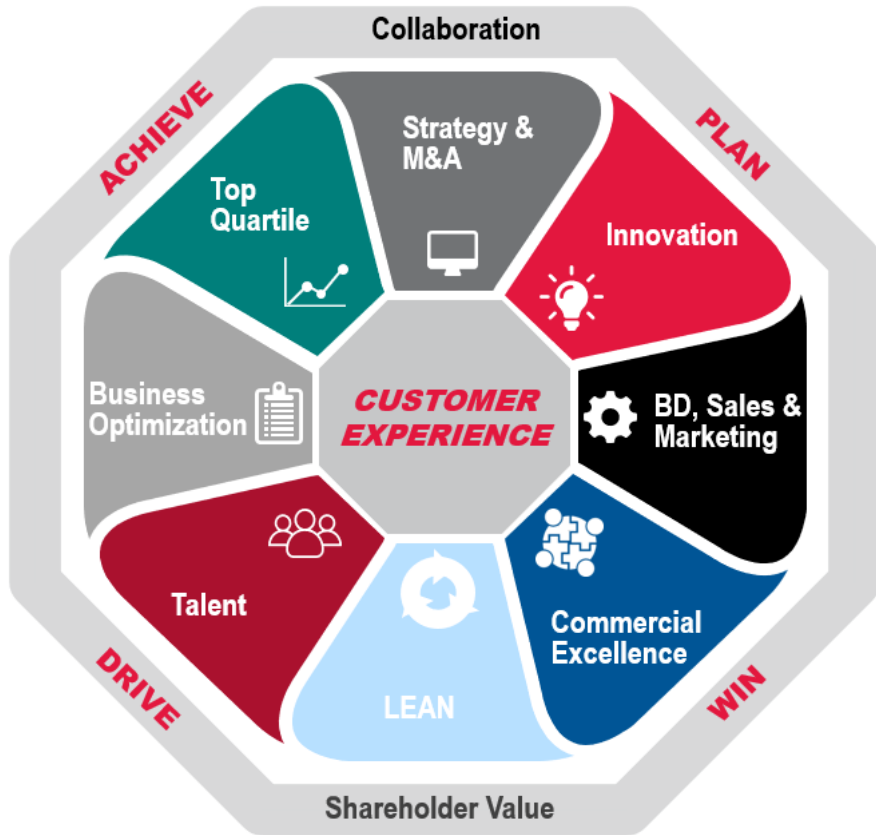 Collaboration
ACHIEVE
PLAN
Strategy &
M&A
Top
Quartile
Innovation
Business
Optimization
CUSTOMER
EXPERIENCE
BD, Sales &
Marketing
Talent
Commercial
Excellence
LEAN
DRIVE
WIN
Shareholder Value